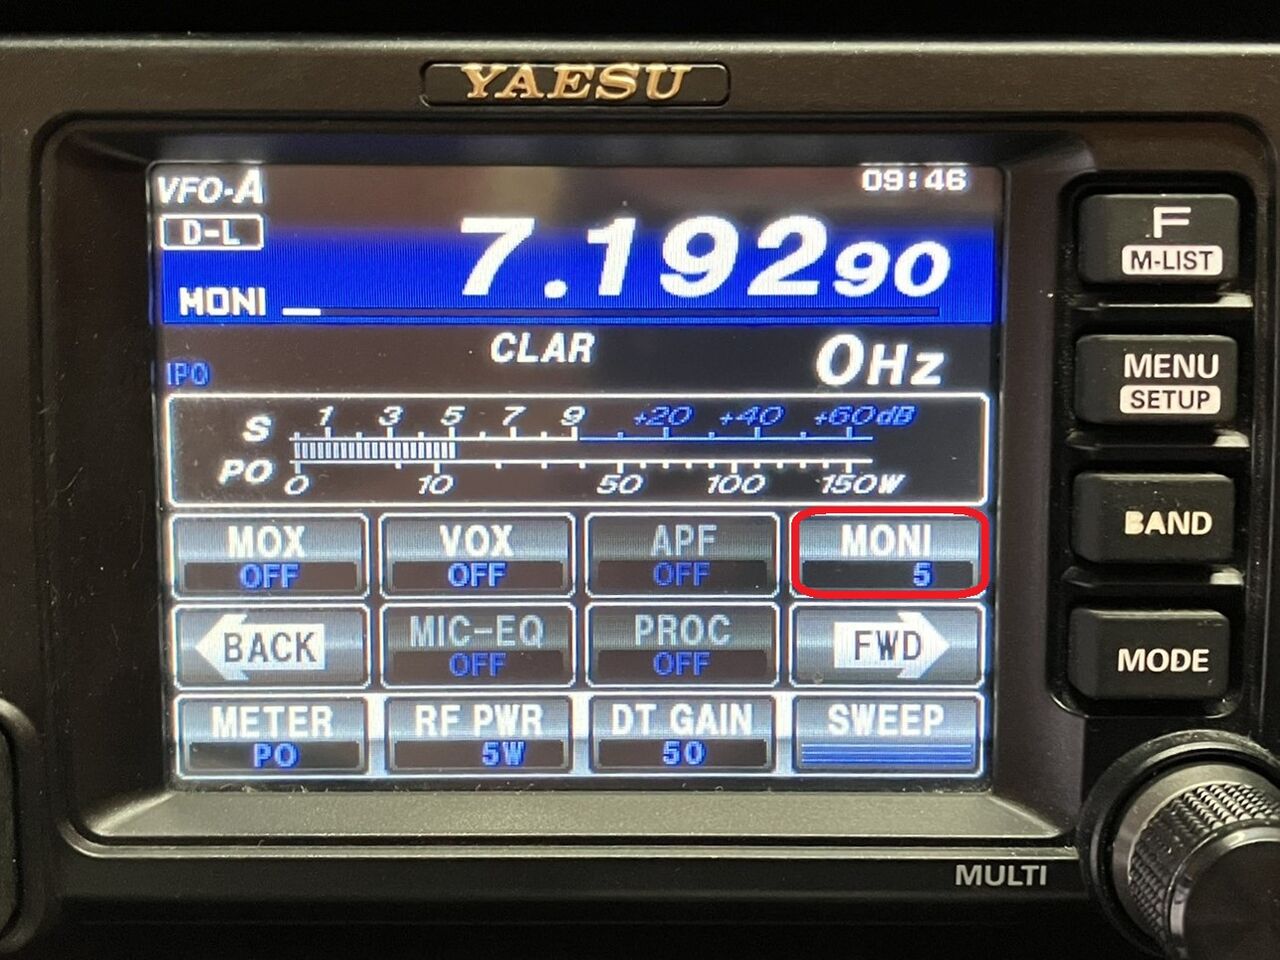 YAESU
VFO-A
09:46
D-L
7.19290
MONI
CLAR
0Hz
IPO
S 1 3 5 7 9 +20 +40 +60dB
PO 0 10 50 100 150W
MOX
OFF
VOX
OFF
APF
OFF
MONI
5
BACK
MIC-EQ
OFF
PROC
OFF
FWD
METER
PO
RF PWR
5W
DT GAIN
50
SWEEP
F
M-LIST
MENU
SETUP
BAND
MODE
MULTI